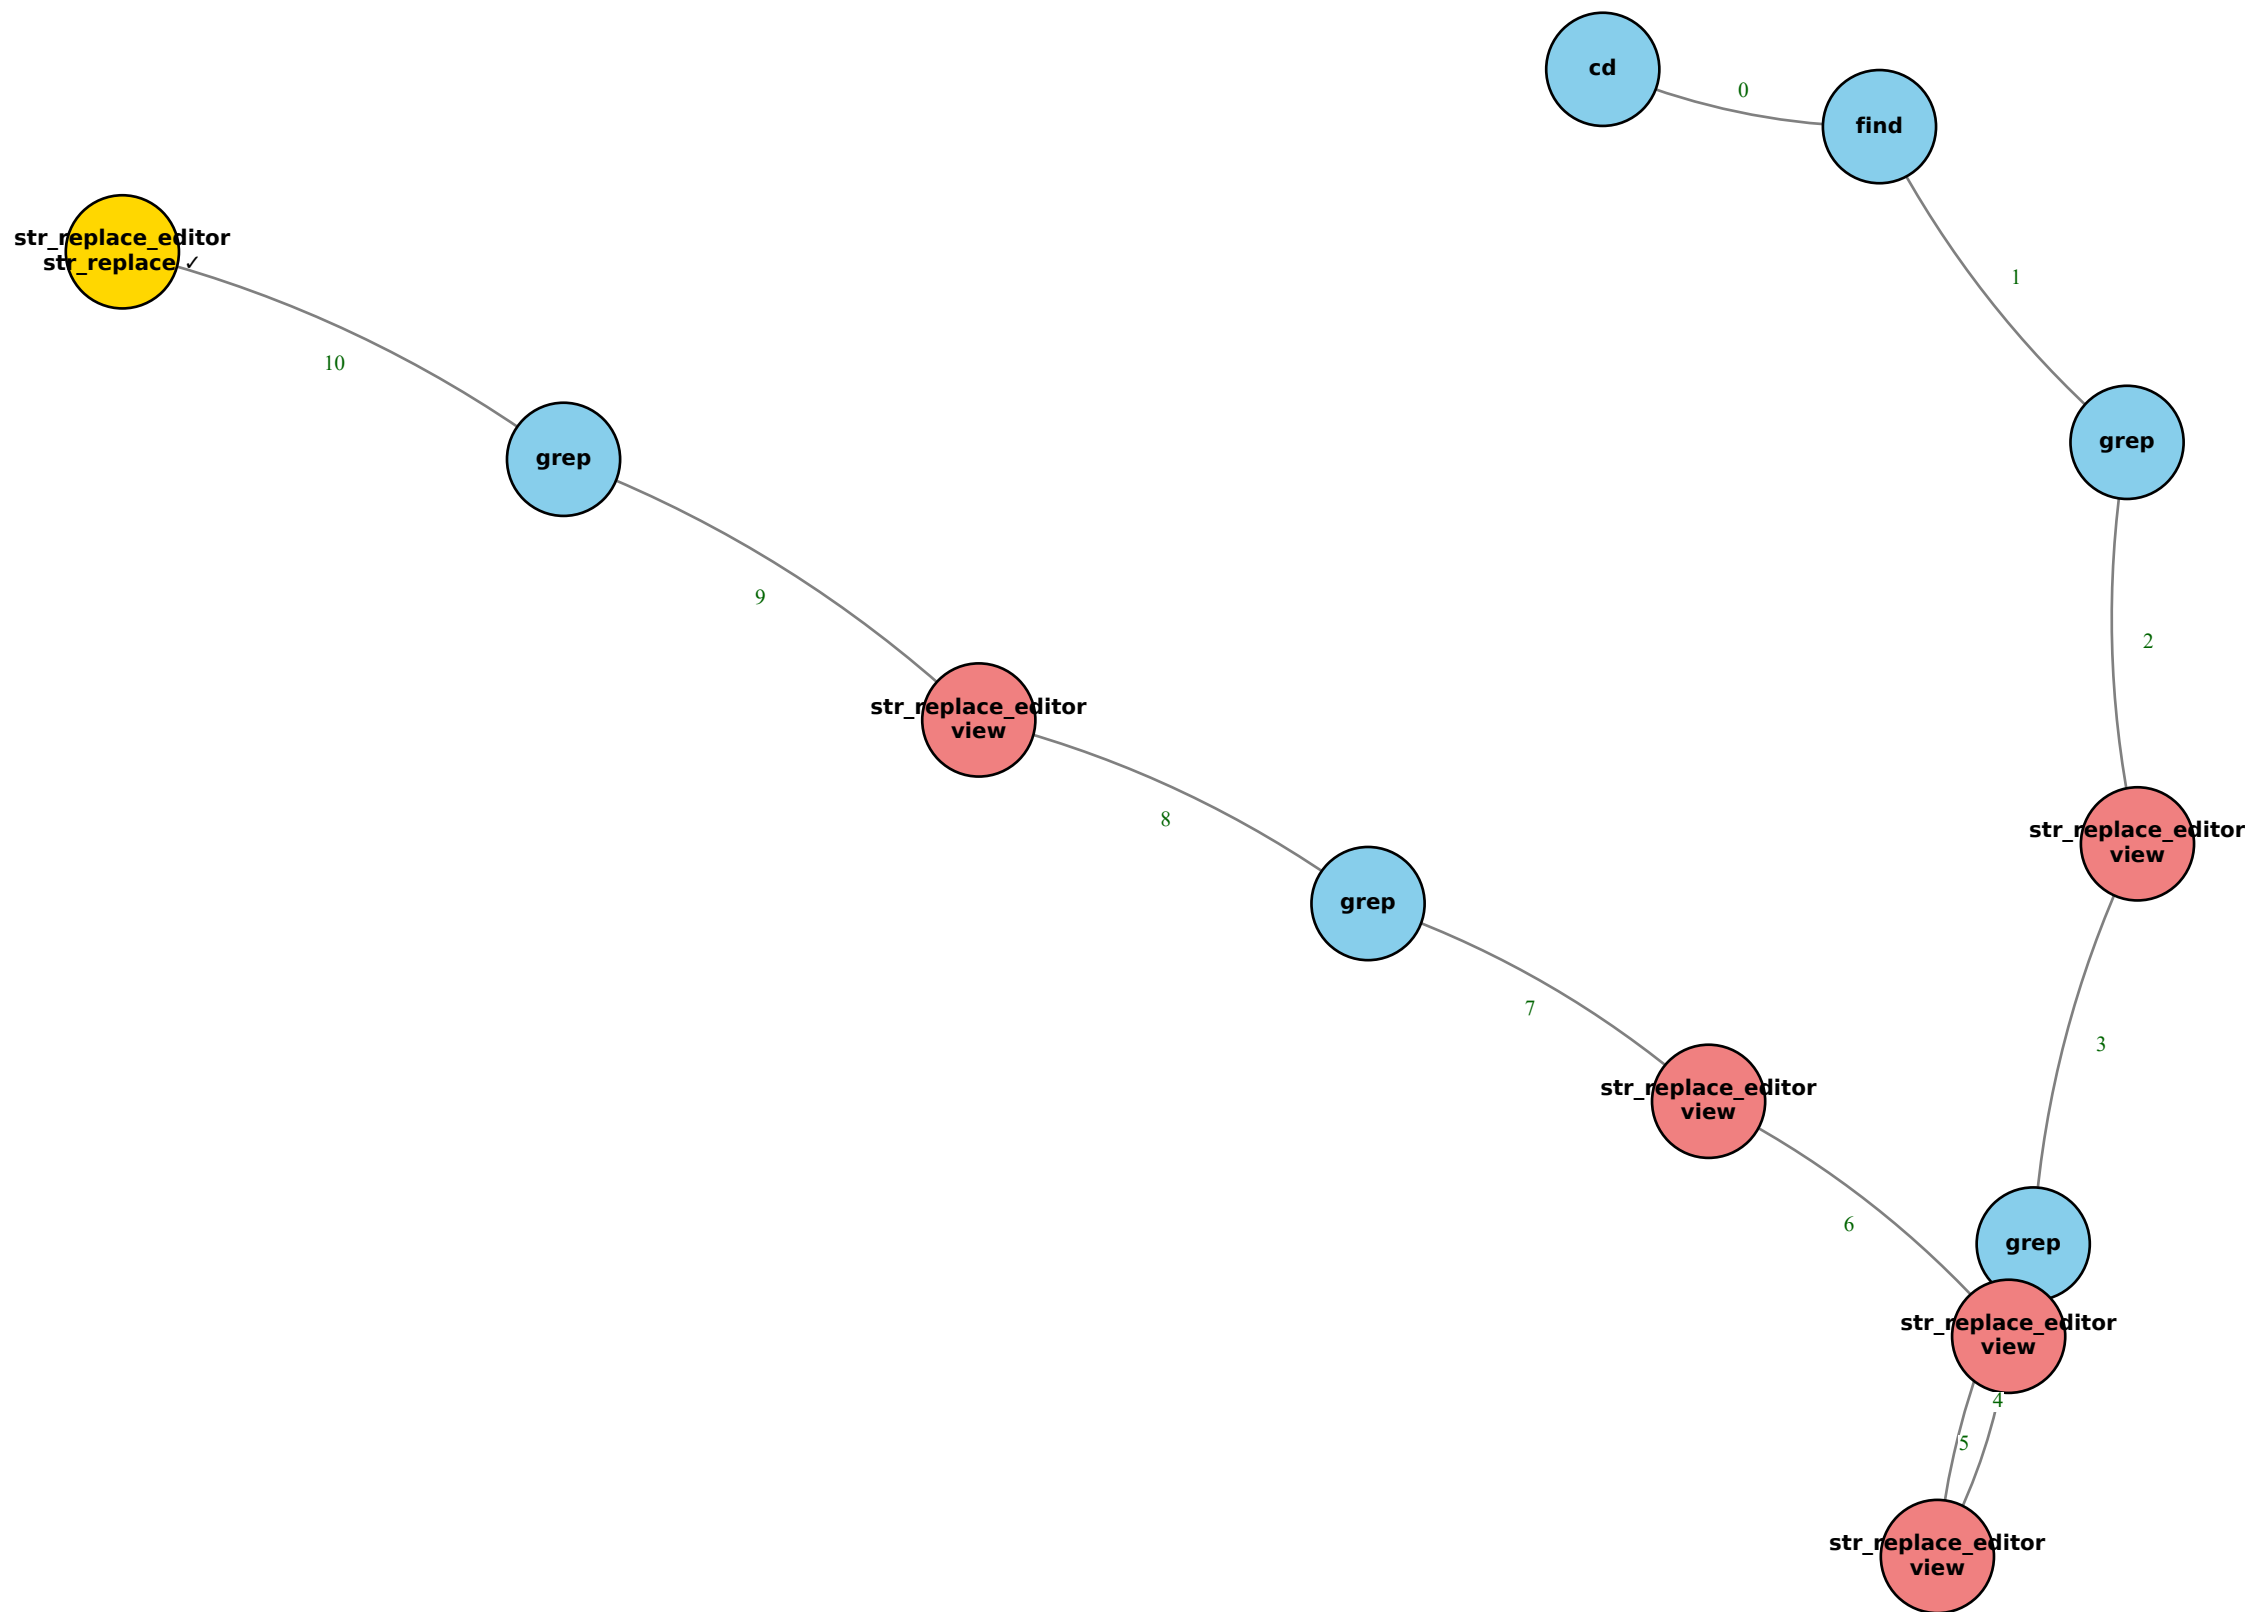 cd
0
find
str_replace_editor
str_replace ✓
1
10
grep
grep
9
2
str_replace_editor
view
8
str_replace_editor
view
grep
7
3
str_replace_editor
view
6
grep
str_replace_editor
view
4
5
str_replace_editor
view